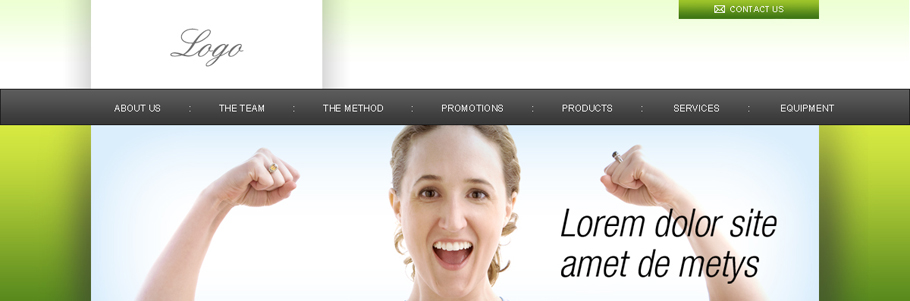 CONTACT US
Logo
ABOUT US : THE TEAM : THE METHOD : PROMOTIONS : PRODUCTS : SERVICES : EQUIPMENT
Lorem dolor site
amet de metys